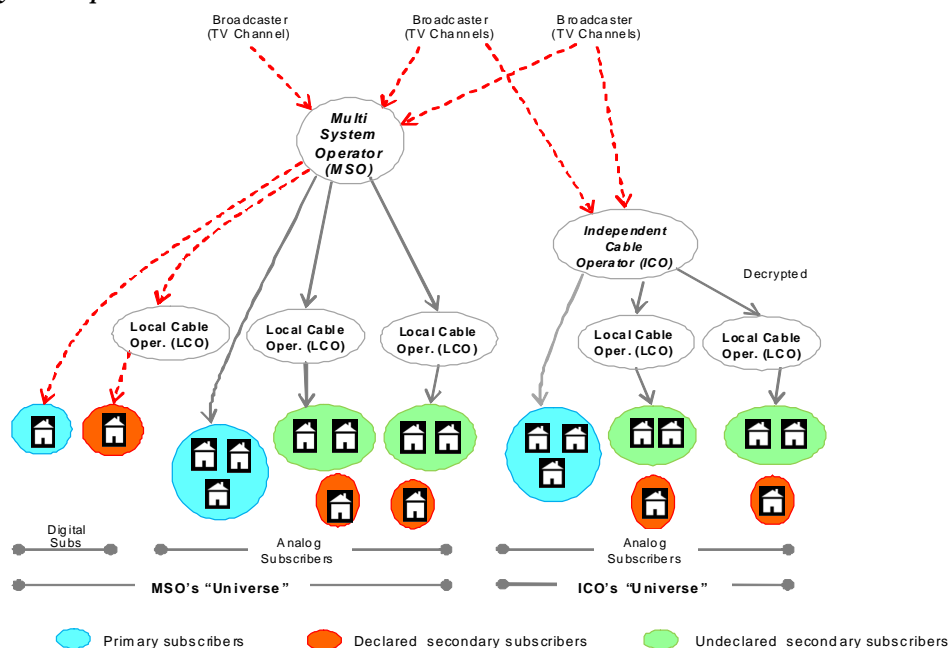 Broadcaster
(TV Channel)
Broadcaster
(TV Channels)
Broadcaster
(TV Channels)
Multi
System
Operator
(MSO)
Independent
Cable
Operator (ICO)
Decrypted
Local Cable
Oper. (LCO)
Local Cable
Oper. (LCO)
Local Cable
Oper. (LCO)
Local Cable
Oper. (LCO)
Local Cable
Oper. (LCO)
Digital
Subs
Analog
Subscribers
Analog
Subscribers
MSO's "Universe"
ICO's "Universe"
Primary subscribers
Declared secondary subscribers
Undeclared secondary subscribers